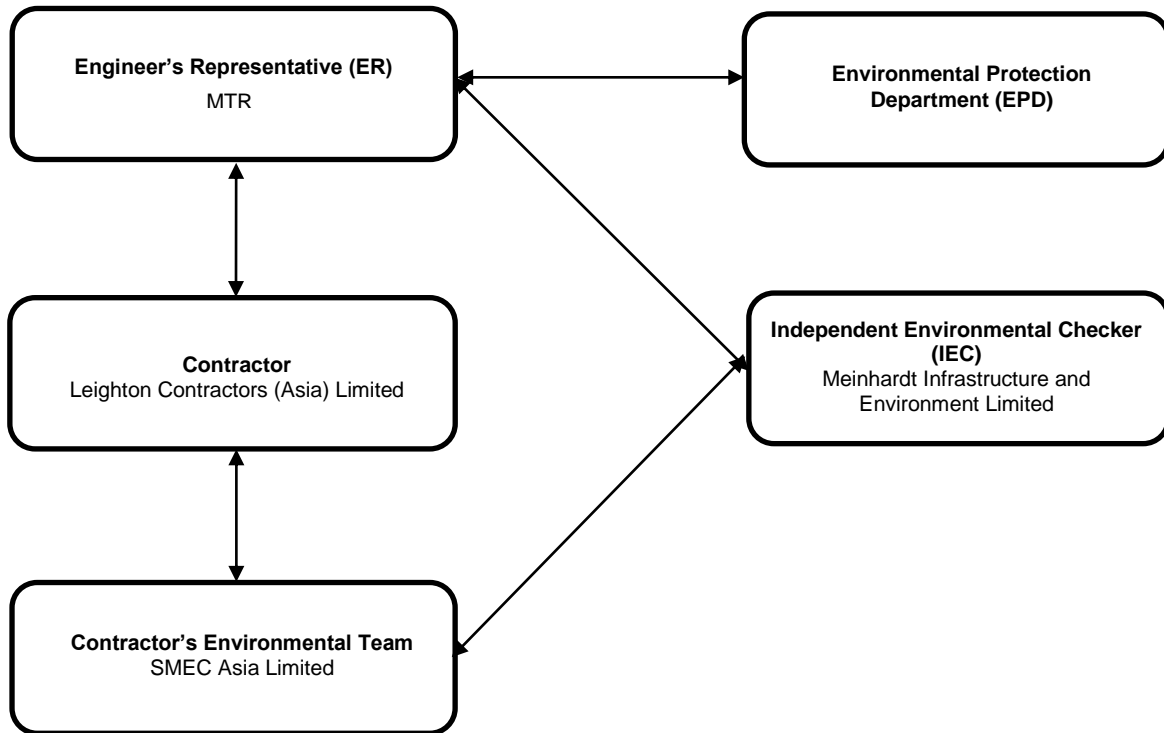 Engineer’s Representative (ER)
MTR
Environmental Protection
Department (EPD)
Contractor
Leighton Contractors (Asia) Limited
Independent Environmental Checker
(IEC)
Meinhardt Infrastructure and
Environment Limited
Contractor’s Environmental Team
SMEC Asia Limited